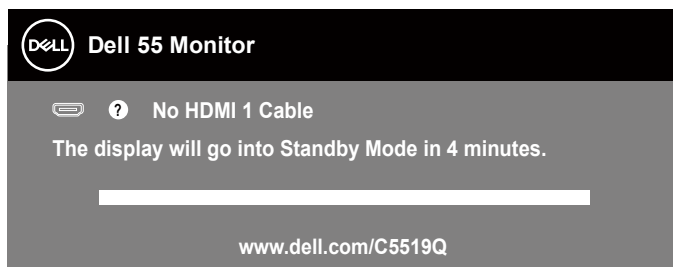 DELL Dell 55 Monitor
? No HDMI 1 Cable
The display will go into Standby Mode in 4 minutes.
www.dell.com/C5519Q